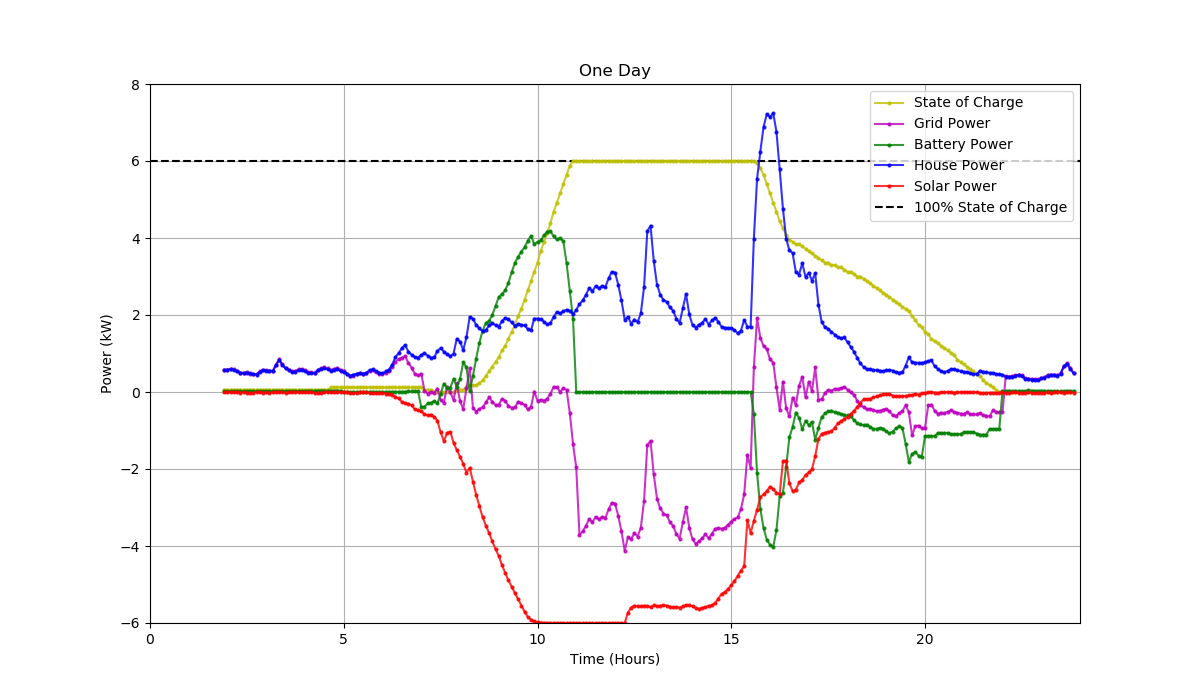 One Day
8
6
4
2
0
−2
−4
−6
Power (kW)
0 5 10 15 20
Time (Hours)
State of Charge
Grid Power
Battery Power
House Power
Solar Power
100% State of Charge